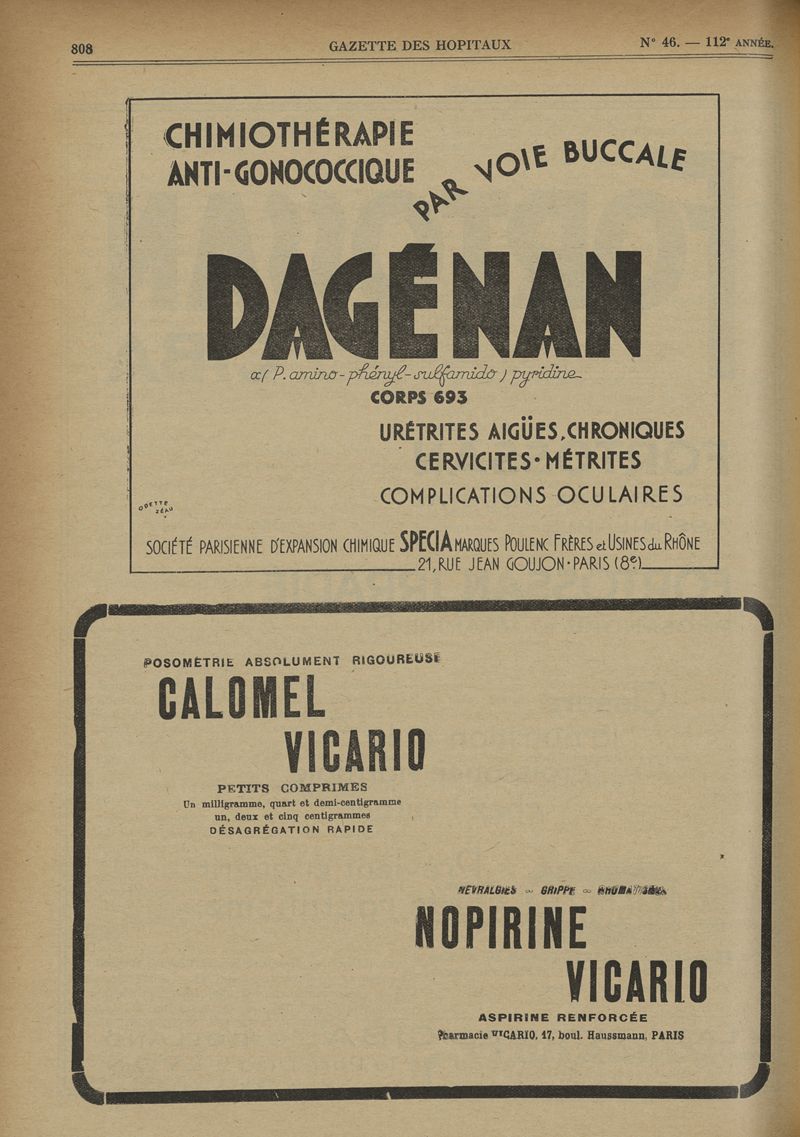 808
GAZETTE DES HOPITAUX
N° 46. — 112e ANNÉE.
CHIMIOTHÉRAPIE
ANTI-GONOCOCCIQUE
PAR VOIE BUCCALE
DAGÉNAN
α (P. amino-phényl-sulfamido) pyridine
CORPS 693
URÉTRITES AIGÜES, CHRONIQUES
CERVICITES · MÉTRITES
COMPLICATIONS OCULAIRES
ODETTE
ZÉAU
SOCIÉTÉ PARISIENNE D'EXPANSION CHIMIQUE SPECIA MARQUES POULENC FRÈRES et USINES du RHÔNE
21, RUE JEAN GOUJON · PARIS (8e)
POSOMÉTRIE ABSOLUMENT RIGOUREUSE
CALOMEL
VICARIO
PETITS COMPRIMES
Un milligramme, quart et demi-centigramme
un, deux et cinq centigrammes
DÉSAGRÉGATION RAPIDE
NEVRALGIES ~ GRIPPE ~
NOPIRINE
VICARIO
ASPIRINE RENFORCÉE
Pharmacie VICARIO, 17, boul. Haussmann, PARIS